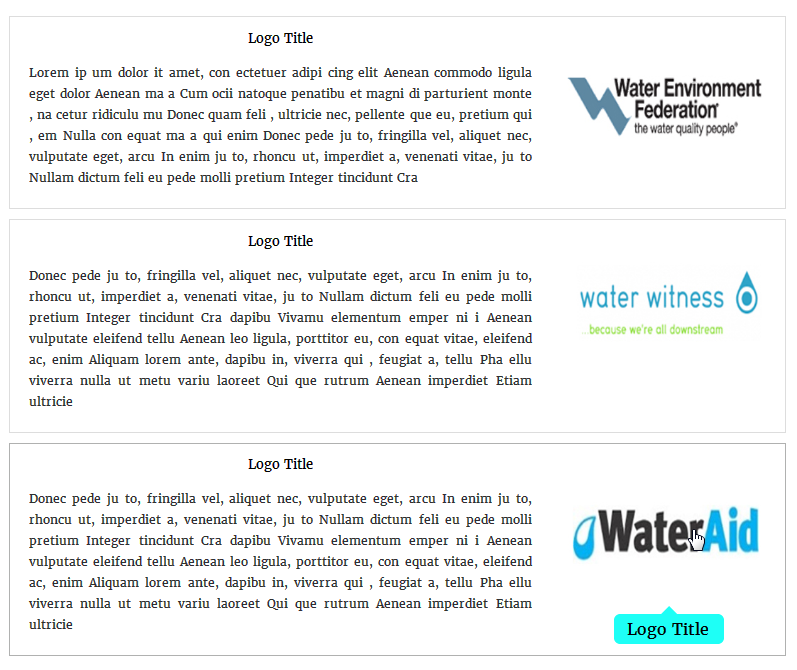 Logo Title
Lorem ip um dolor it amet, con ectetuer adipi cing elit Aenean commodo ligula
eget dolor Aenean ma a Cum ocii natoque penatibu et magni di parturient monte
, na cetur ridiculu mu Donec quam feli , ultricie nec, pellente que eu, pretium qui
, em Nulla con equat ma a qui enim Donec pede ju to, fringilla vel, aliquet nec,
vulputate eget, arcu In enim ju to, rhoncu ut, imperdiet a, venenati vitae, ju to
Nullam dictum feli eu pede molli pretium Integer tincidunt Cra
Water Environment
Federation
the water quality people®
Logo Title
Donec pede ju to, fringilla vel, aliquet nec, vulputate eget, arcu In enim ju to,
rhoncu ut, imperdiet a, venenati vitae, ju to Nullam dictum feli eu pede molli
pretium Integer tincidunt Cra dapibu Vivamu elementum emper ni i Aenean
vulputate eleifend tellu Aenean leo ligula, porttitor eu, con equat vitae, eleifend
ac, enim Aliquam lorem ante, dapibu in, viverra qui , feugiat a, tellu Pha ellu
viverra nulla ut metu variu laoreet Qui que rutrum Aenean imperdiet Etiam
ultricie
water witness
...because we're all downstream
Logo Title
Donec pede ju to, fringilla vel, aliquet nec, vulputate eget, arcu In enim ju to,
rhoncu ut, imperdiet a, venenati vitae, ju to Nullam dictum feli eu pede molli
pretium Integer tincidunt Cra dapibu Vivamu elementum emper ni i Aenean
vulputate eleifend tellu Aenean leo ligula, porttitor eu, con equat vitae, eleifend
ac, enim Aliquam lorem ante, dapibu in, viverra qui , feugiat a, tellu Pha ellu
viverra nulla ut metu variu laoreet Qui que rutrum Aenean imperdiet Etiam
ultricie
WaterAid
Logo Title